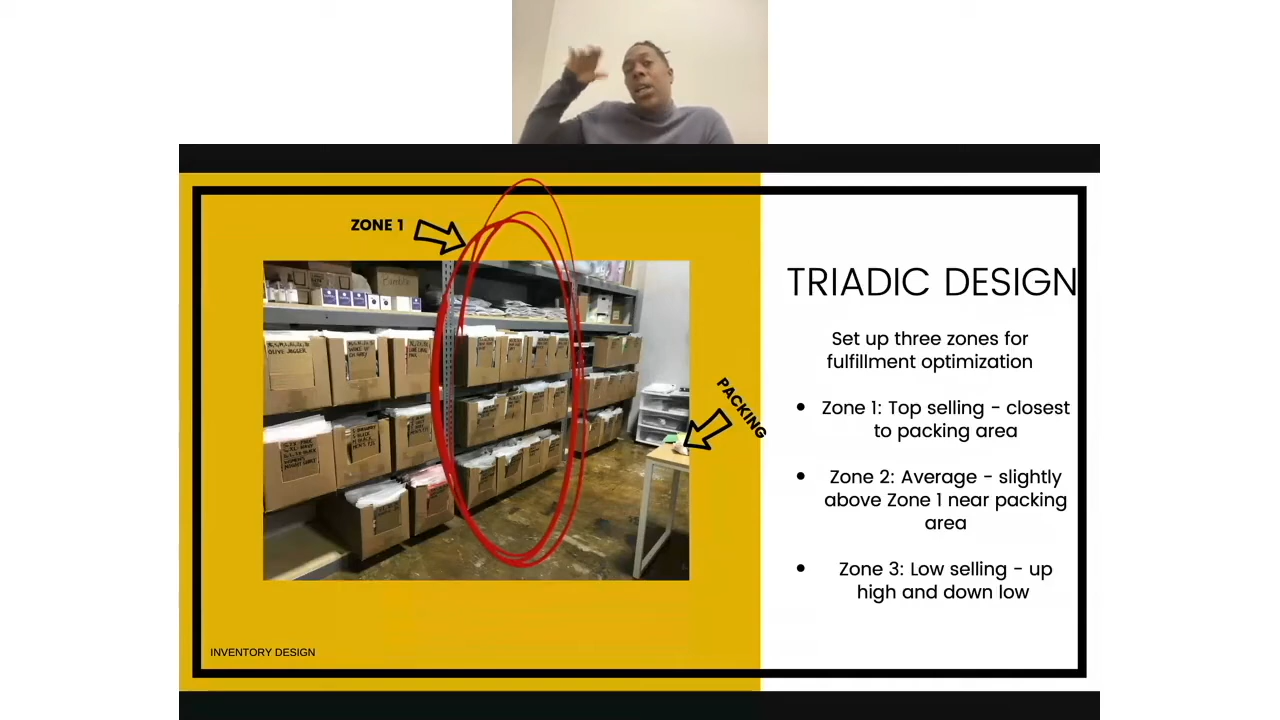 ZONE 1
PACKING
TRIADIC DESIGN
Set up three zones for
fulfillment optimization
Zone 1: Top selling - closest
to packing area
Zone 2: Average - slightly
above Zone 1 near packing
area
Zone 3: Low selling - up
high and down low
INVENTORY DESIGN